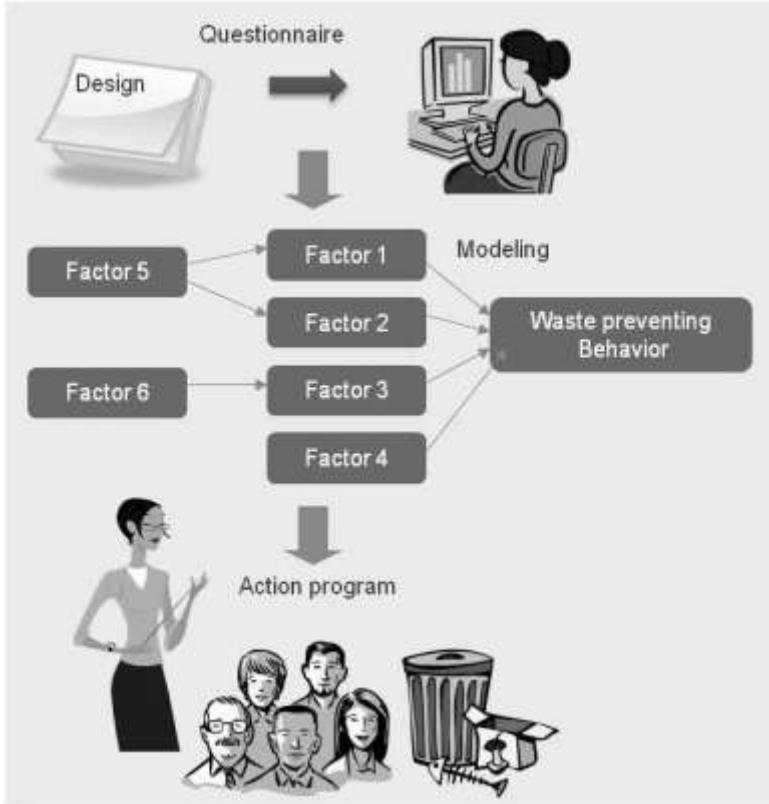 Questionnaire
Design
Factor 1
Modeling
Factor 5
Factor 2
Waste preventing
Behavior
Factor 6
Factor 3
Factor 4
Action program